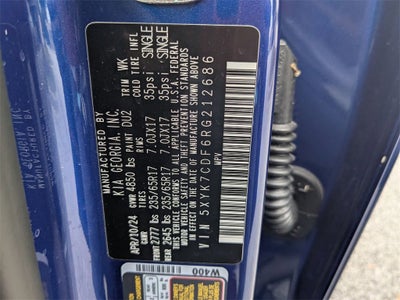 MANUFACTURED BY
KIA GEORGIA, INC.
APR/10/24 GVWR 4850 lbs PAINT DU2 TRIM WK
GAWR TIRES RIMS COLD TIRE INFL
FRONT 2777 lbs 235/65R17 7.0JX17 35psi SINGLE
REAR 2645 lbs 235/65R17 7.0JX17 35psi SINGLE
THIS VEHICLE CONFORMS TO ALL APPLICABLE U.S.A. FEDERAL
MOTOR VEHICLE SAFETY, BUMPER, AND THEFT PREVENTION STANDARDS
IN EFFECT ON THE DATE OF MANUFACTURE SHOWN ABOVE.
VIN 5XYK7CDF6RG212686
MPV
W400